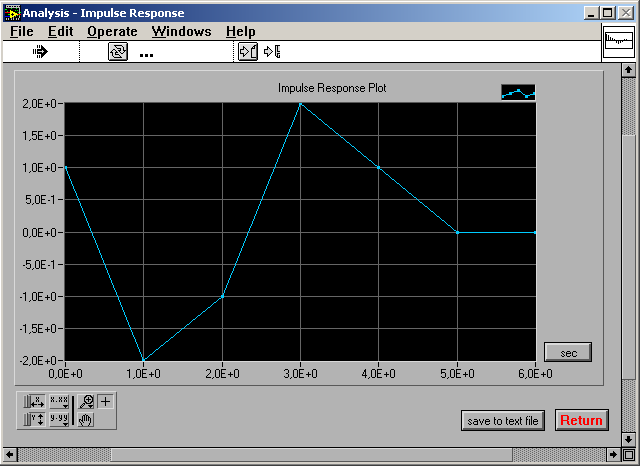 Analysis - Impulse Response
File Edit Operate Windows Help
...
Impulse Response Plot
2,0E+0
1,5E+0
1,0E+0
5,0E-1
0,0E+0
-5,0E-1
-1,0E+0
-1,5E+0
-2,0E+0
0,0E+0 1,0E+0 2,0E+0 3,0E+0 4,0E+0 5,0E+0 6,0E+0
sec
X X.XX
Y Y.YY
save to text file
Return